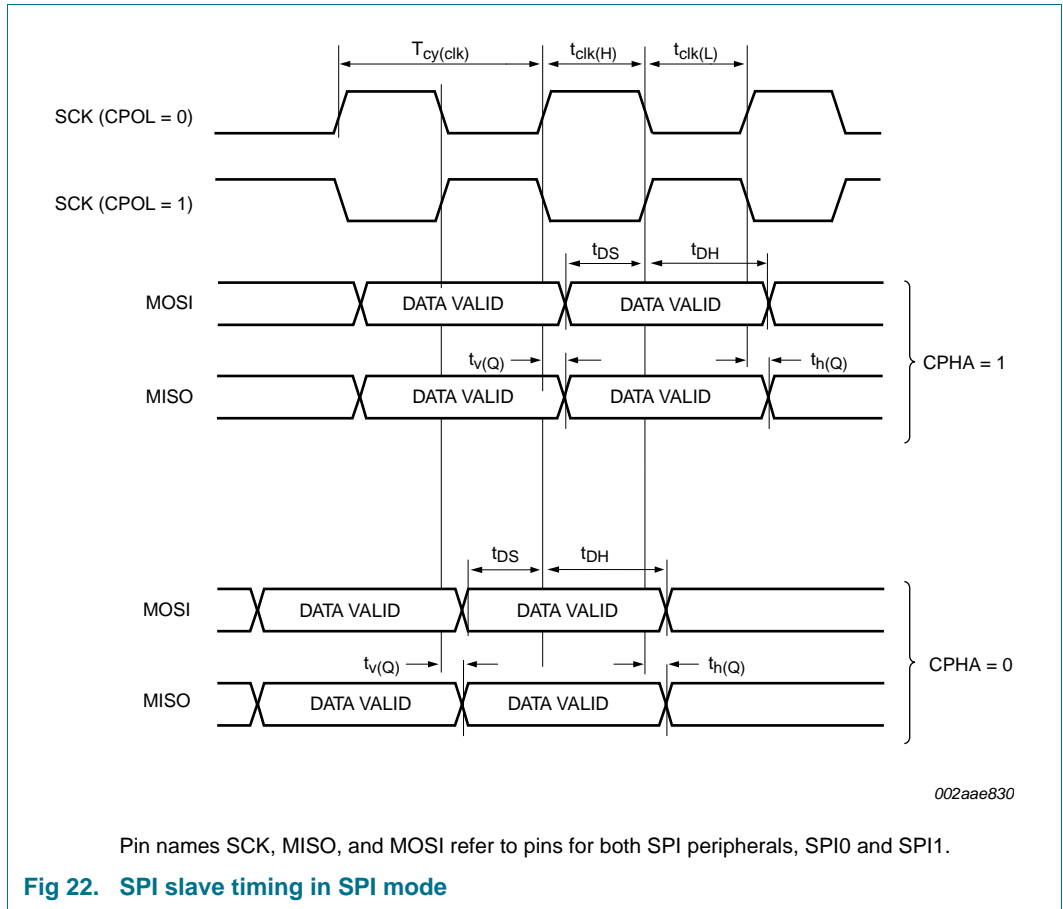 Tcy(clk) tclk(H) tclk(L)
SCK (CPOL = 0)
SCK (CPOL = 1)
tDS tDH
MOSI DATA VALID DATA VALID
tv(Q) th(Q) CPHA = 1
MISO DATA VALID DATA VALID
tDS tDH
MOSI DATA VALID DATA VALID
tv(Q) th(Q) CPHA = 0
MISO DATA VALID DATA VALID
002aae830
Pin names SCK, MISO, and MOSI refer to pins for both SPI peripherals, SPI0 and SPI1.
Fig 22. SPI slave timing in SPI mode